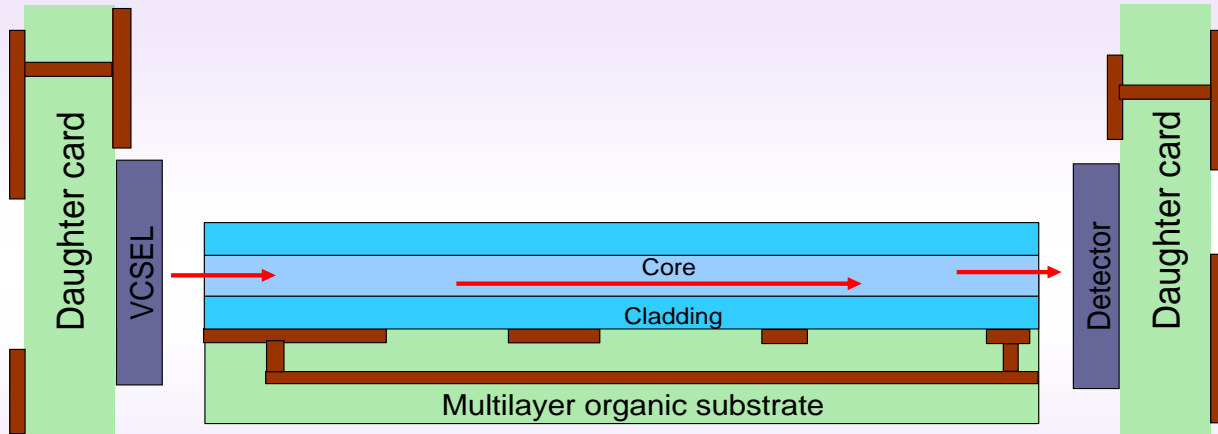 Daughter card
VCSEL
Core
Cladding
Multilayer organic substrate
Detector
Daughter card